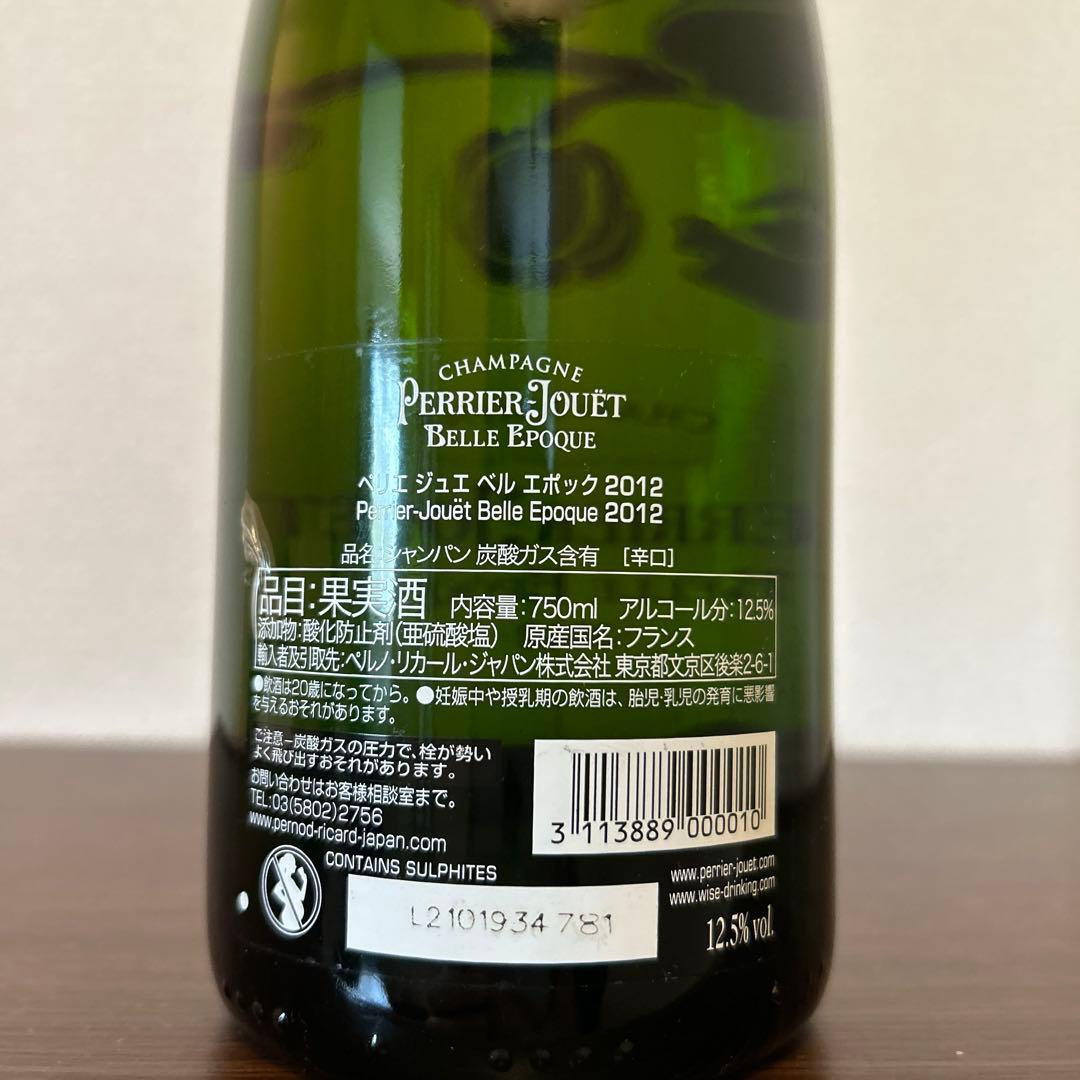 CHAMPAGNE
PERRIER-JOUËT
BELLE EPOQUE
ペリエ ジュエ ベル エポック 2012
Perrier-Jouët Belle Epoque 2012
品名:シャンパン 炭酸ガス含有 [辛口]
品目:果実酒 内容量:750ml アルコール分:12.5%
添加物:酸化防止剤(亜硫酸塩) 原産国名:フランス
輸入者及引取先:ペルノ・リカール・ジャパン株式会社 東京都文京区後楽2-6-1
●飲酒は20歳になってから。●妊娠中や授乳期の飲酒は、胎児・乳児の発育に悪影響
を与えるおそれがあります。
ご注意-炭酸ガスの圧力で、栓が勢い
よく飛び出すおそれがあります。
お問い合わせはお客様相談室まで。
TEL:03(5802)2756
www.pernod-ricard-japan.com
3 113889 000010
CONTAINS SULPHITES
www.perrier-jouet.com
www.wise-drinking.com
L2101934 781
12.5% vol.